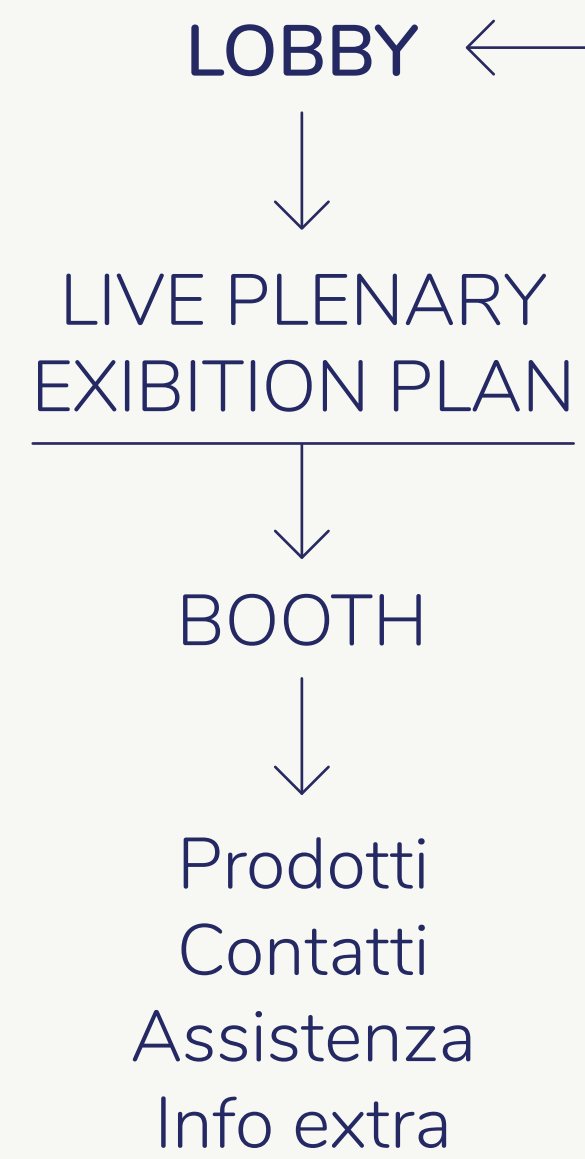 LOBBY
LIVE PLENARY
EXIBITION PLAN
BOOTH
Prodotti
Contatti
Assistenza
Info extra